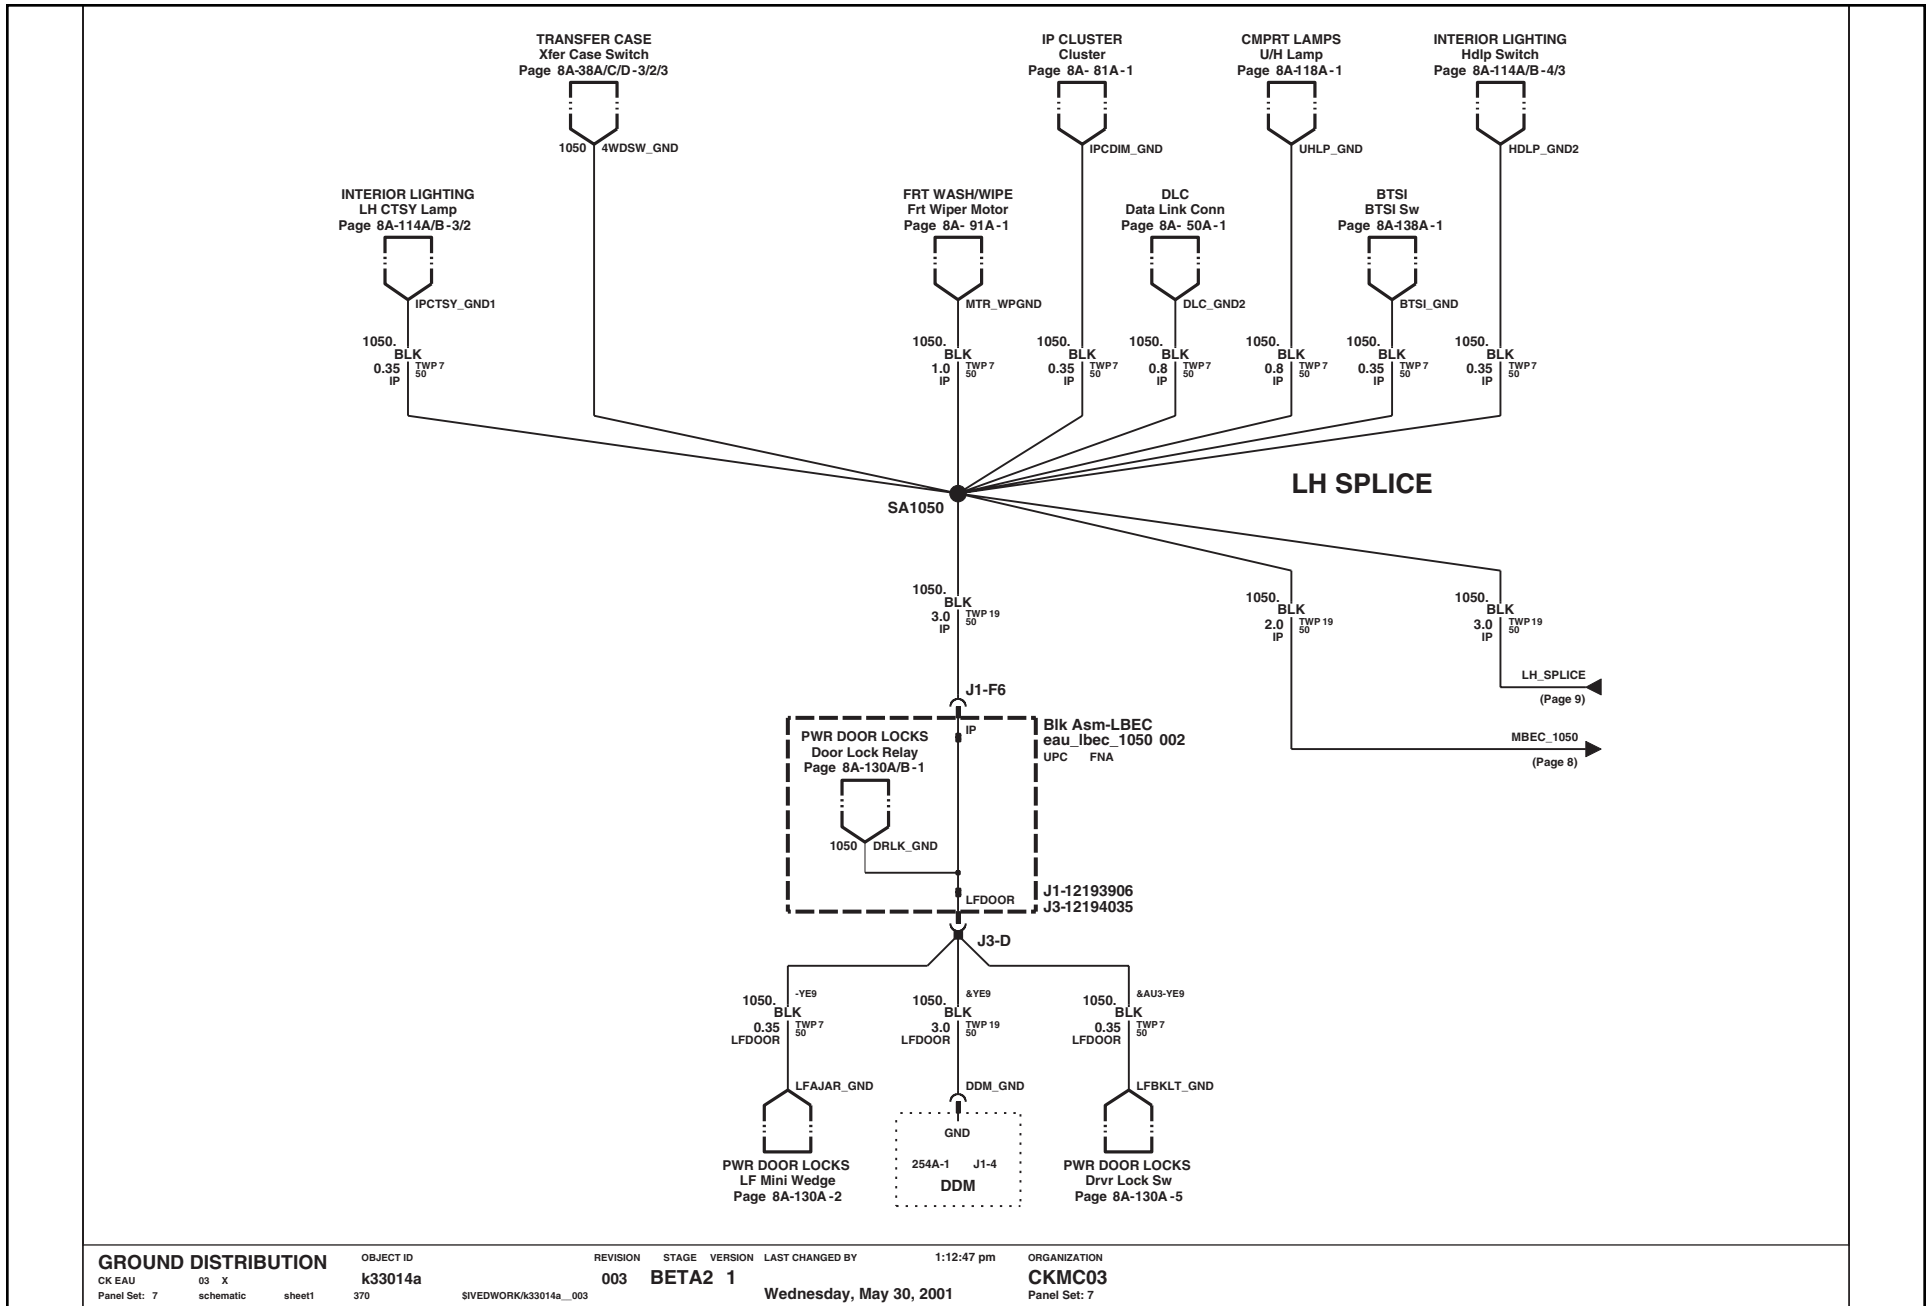 TRANSFER CASE
Xfer Case Switch
Page 8A-38A/C/D-3/2/3
1050 4WDSW_GND
IP CLUSTER
Cluster
Page 8A- 81A-1
IPCDIM_GND
CMPRT LAMPS
U/H Lamp
Page 8A-118A-1
UHLP_GND
INTERIOR LIGHTING
Hdlp Switch
Page 8A-114A/B-4/3
HDLP_GND2
INTERIOR LIGHTING
LH CTSY Lamp
Page 8A-114A/B-3/2
IPCTSY_GND1
FRT WASH/WIPE
Frt Wiper Motor
Page 8A- 91A-1
MTR_WPGND
DLC
Data Link Conn
Page 8A- 50A-1
DLC_GND2
BTSI
BTSI Sw
Page 8A-138A-1
BTSI_GND
1050.
BLK
0.35 TWP 7
50
IP
1050.
BLK
1.0 TWP 7
50
IP
1050.
BLK
0.35 TWP 7
50
IP
1050.
BLK
0.8 TWP 7
50
IP
1050.
BLK
0.8 TWP 7
50
IP
1050.
BLK
0.35 TWP 7
50
IP
1050.
BLK
0.35 TWP 7
50
IP
LH SPLICE
SA1050
1050.
BLK
3.0 TWP 19
50
IP
1050.
BLK
2.0 TWP 19
50
IP
1050.
BLK
3.0 TWP 19
50
IP
LH_SPLICE
(Page 9)
MBEC_1050
(Page 8)
J1-F6
IP
Blk Asm-LBEC
eau_lbec_1050 002
UPC FNA
PWR DOOR LOCKS
Door Lock Relay
Page 8A-130A/B-1
1050 DRLK_GND
LFDOOR
J1-12193906
J3-12194035
J3-D
-YE9
1050.
BLK
0.35 TWP 7
50
LFDOOR
&YE9
1050.
BLK
3.0 TWP 19
50
LFDOOR
&AU3-YE9
1050.
BLK
0.35 TWP 7
50
LFDOOR
LFAJAR_GND
DDM_GND
LFBKLT_GND
PWR DOOR LOCKS
LF Mini Wedge
Page 8A-130A-2
GND
254A-1 J1-4
DDM
PWR DOOR LOCKS
Drvr Lock Sw
Page 8A-130A-5
GROUND DISTRIBUTION
CK EAU 03 X
Panel Set: 7 schematic sheet1 370 $IVEDWORK/k33014a__003
OBJECT ID
k33014a
REVISION STAGE VERSION LAST CHANGED BY 1:12:47 pm
003 BETA2 1
Wednesday, May 30, 2001
ORGANIZATION
CKMC03
Panel Set: 7